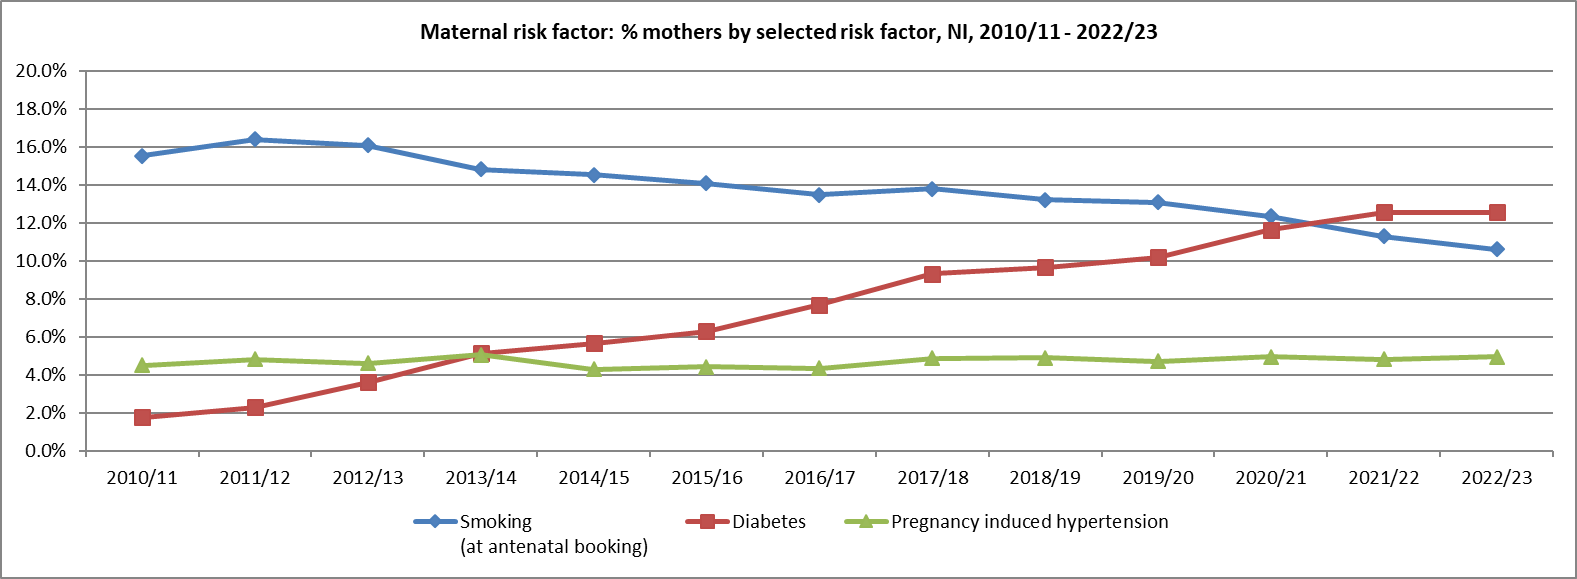 Maternal risk factor: % mothers by selected risk factor, NI, 2010/11 - 2022/23
20.0%
18.0%
16.0%
14.0%
12.0%
10.0%
8.0%
6.0%
4.0%
2.0%
0.0%
2010/11 2011/12 2012/13 2013/14 2014/15 2015/16 2016/17 2017/18 2018/19 2019/20 2020/21 2021/22 2022/23
Smoking Diabetes Pregnancy induced hypertension
(at antenatal booking)